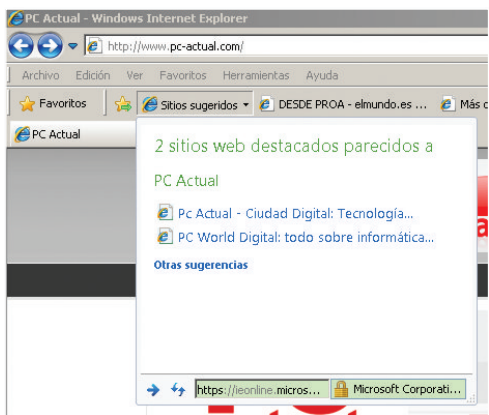 PC Actual - Windows Internet Explorer
http://www.pc-actual.com/
Archivo Edición Ver Favoritos Herramientas Ayuda
Favoritos Sitios sugeridos DESDE PROA - elmundo.es ... Más
PC Actual
2 sitios web destacados parecidos a
PC Actual
Pc Actual - Ciudad Digital: Tecnología...
PC World Digital: todo sobre informática...
Otras sugerencias
https://ieonline.micros... Microsoft Corporati...